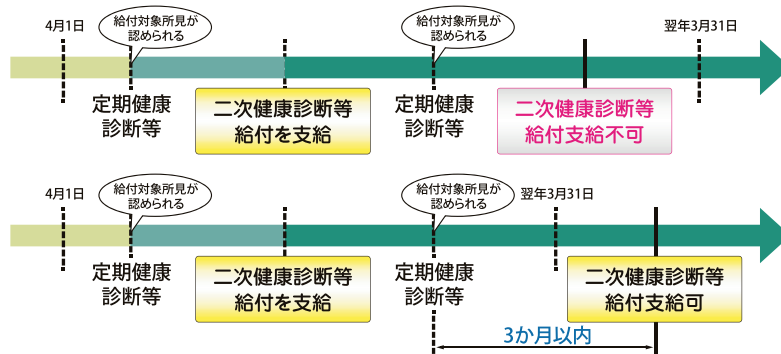 4月1日
給付対象所見が
認められる
給付対象所見が
認められる
翌年3月31日
定期健康
診断等
二次健康診断等
給付を支給
定期健康
診断等
二次健康診断等
給付支給不可
4月1日
給付対象所見が
認められる
給付対象所見が
認められる
翌年3月31日
定期健康
診断等
二次健康診断等
給付を支給
定期健康
診断等
二次健康診断等
給付支給可
3か月以内